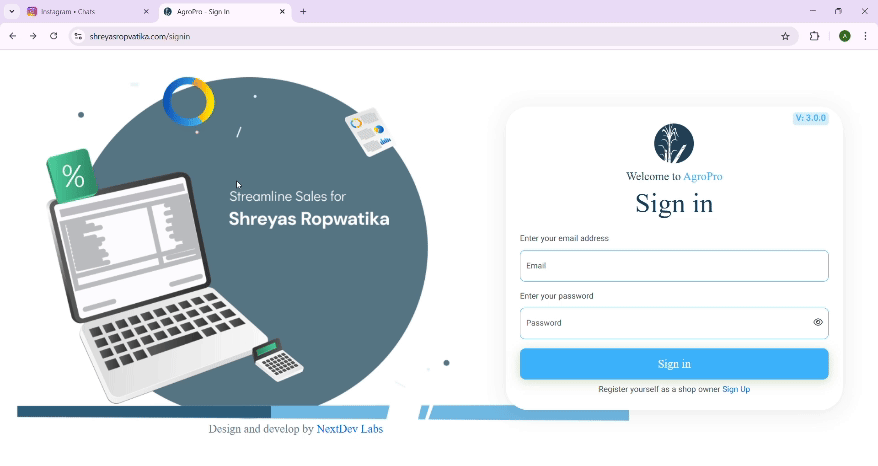 Instagram • Chats
AgroPro - Sign In
shreyasropvatika.com/signin
A
%
Streamline Sales for
Shreyas Ropwatika
Design and develop by NextDev Labs
V: 3.0.0
Welcome to AgroPro
Sign in
Enter your email address
Email
Enter your password
Password
Sign in
Register yourself as a shop owner Sign Up